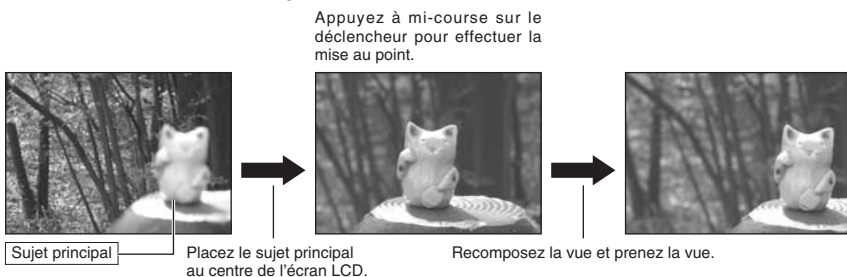 Appuyez à mi-course sur le
déclencheur pour effectuer la
mise au point.
Sujet principal
Placez le sujet principal
au centre de l'écran LCD.
Recomposez la vue et prenez la vue.